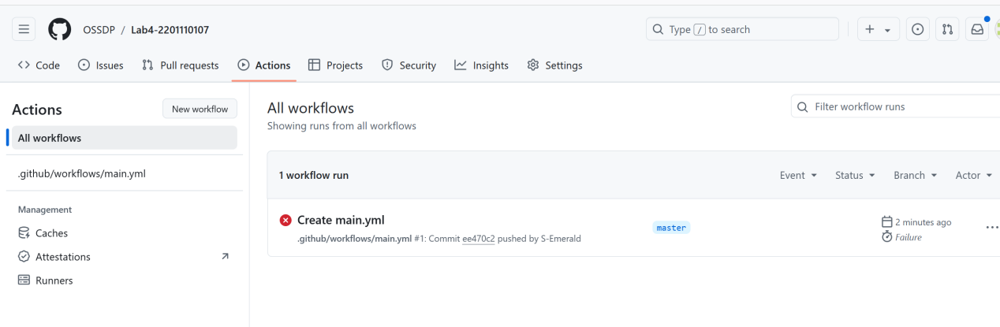 OSSDP / Lab4-2201110107
Type / to search
Code Issues Pull requests Actions Projects Security Insights Settings
Actions
New workflow
All workflows
.github/workflows/main.yml
Management
Caches
Attestations
Runners
All workflows
Showing runs from all workflows
Filter workflow runs
1 workflow run
Event Status Branch Actor
Create main.yml
.github/workflows/main.yml #1: Commit ee470c2 pushed by S-Emerald
master
2 minutes ago
Failure